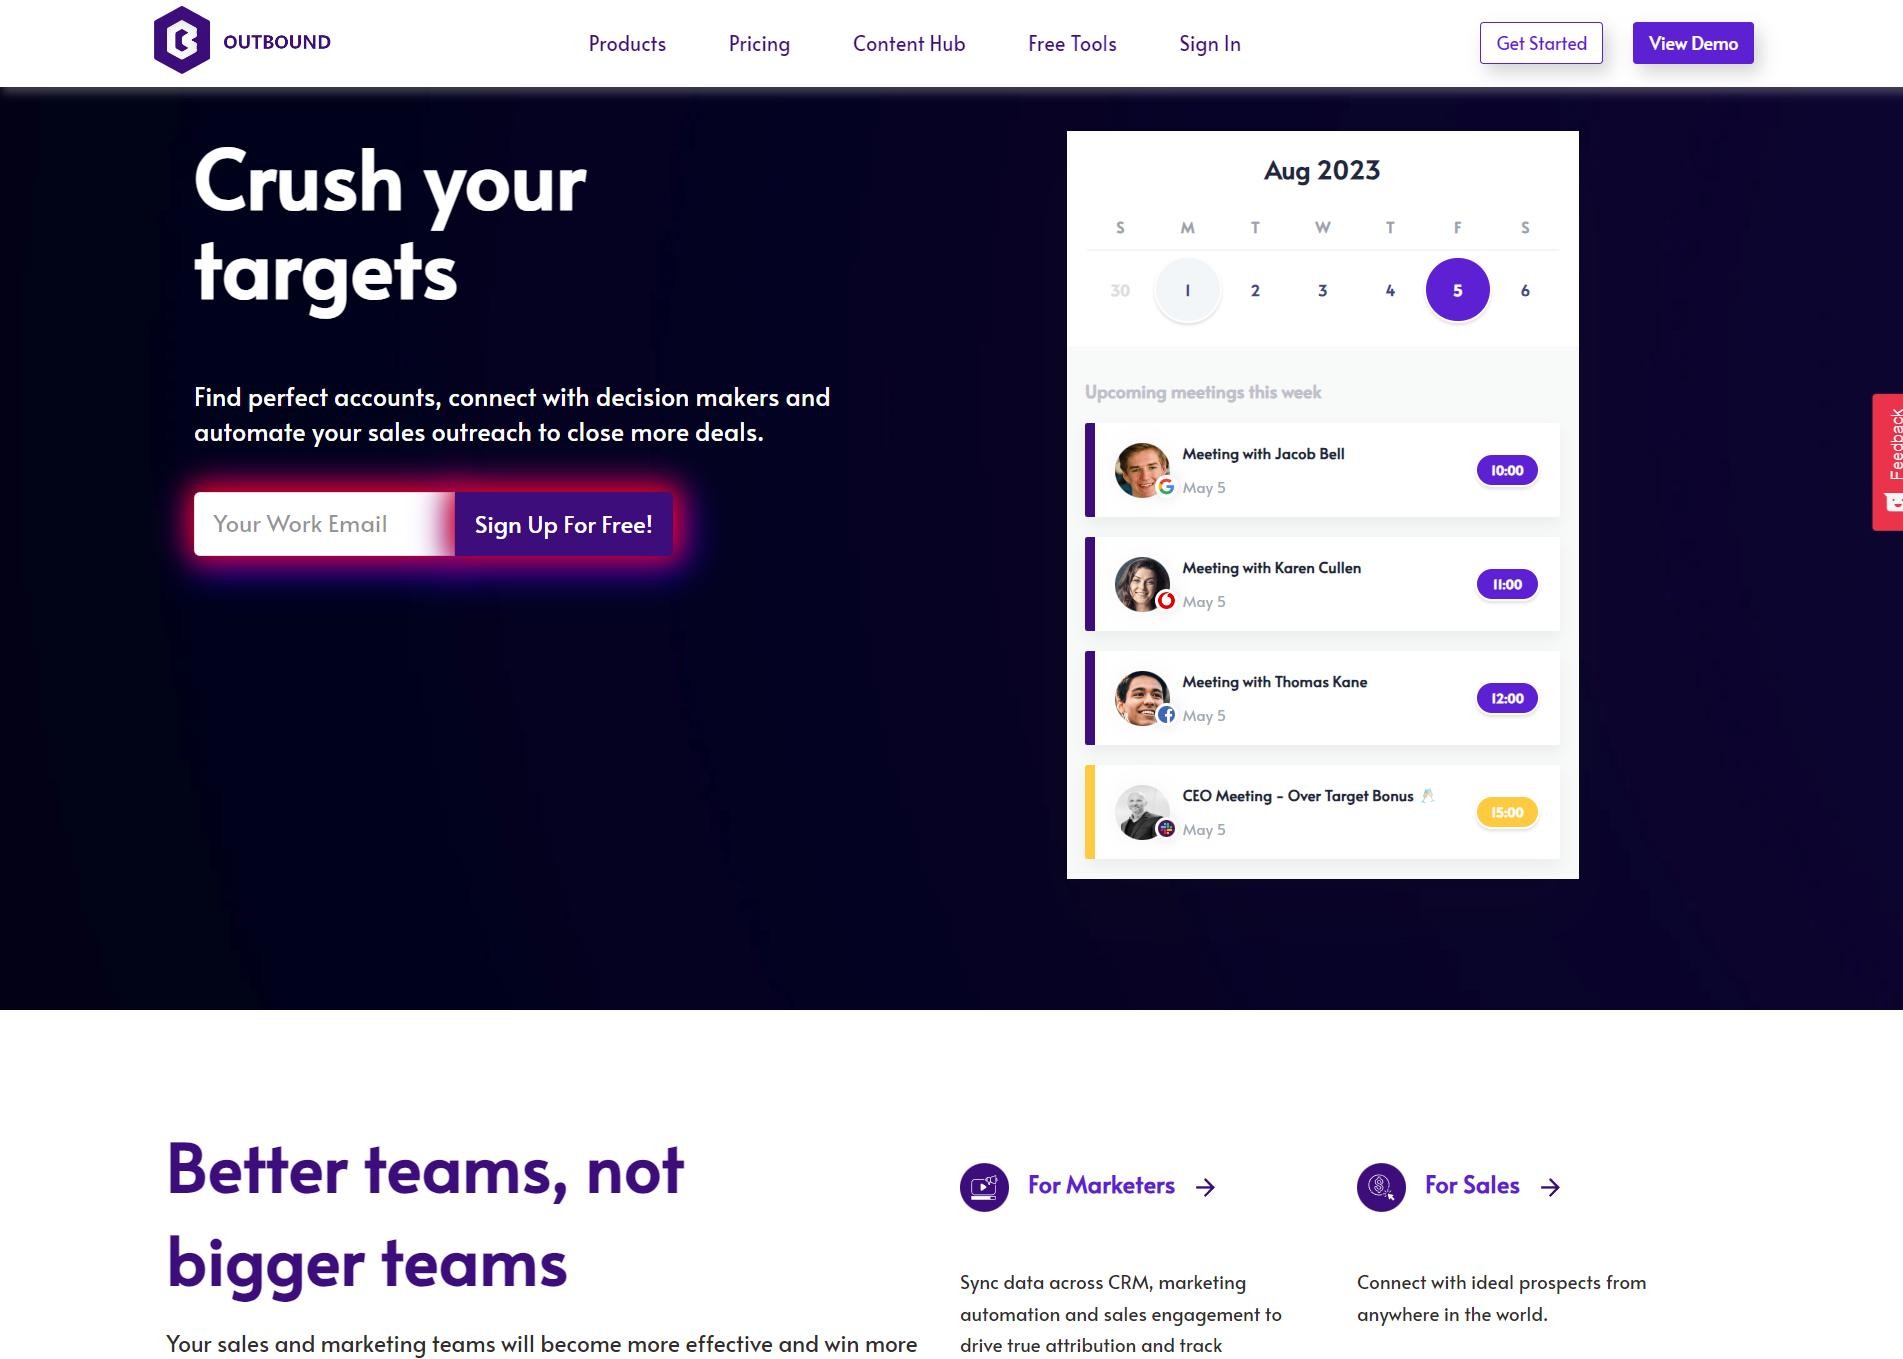 OUTBOUND
Products
Pricing
Content Hub
Free Tools
Sign In
Get Started
View Demo
Crush your
targets
Find perfect accounts, connect with decision makers and
automate your sales outreach to close more deals.
Your Work Email
Sign Up For Free!
Aug 2023
S M T W T F S
30 1 2 3 4 5 6
Upcoming meetings this week
Meeting with Jacob Bell
May 5
10:00
Meeting with Karen Cullen
May 5
11:00
Meeting with Thomas Kane
May 5
12:00
CEO Meeting - Over Target Bonus 🥂
May 5
15:00
Feedback
Better teams, not
bigger teams
Your sales and marketing teams will become more effective and win more
For Marketers →
Sync data across CRM, marketing
automation and sales engagement to
drive true attribution and track
For Sales →
Connect with ideal prospects from
anywhere in the world.